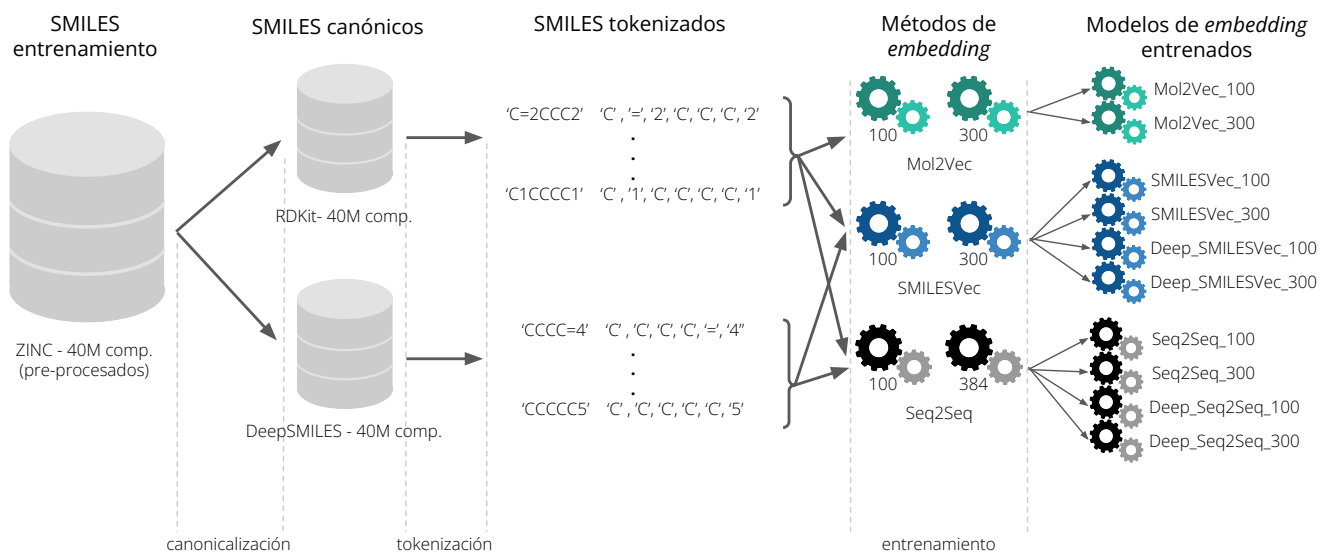 SMILES
entrenamiento
ZINC - 40M comp.
(pre-procesados)
SMILES canónicos
RDKit- 40M comp.
DeepSMILES - 40M comp.
SMILES tokenizados
‘C=2CCC2’ ‘C’ , ‘=’, ‘2’, ‘C, ‘C, ‘C, ‘2’
.
.
.
‘C1CCCC1’ ‘C’ , ‘1’, ‘C, ‘C, ‘C, ‘C, ‘1’
‘CCCC=4’ ‘C’ , ‘C, ‘C, ‘C, ‘=’, ‘4’’
.
.
.
‘CCCCC5’ ‘C’ , ‘C, ‘C, ‘C, ‘C, ‘5’
Métodos de
embedding
100 300
Mol2Vec
100 300
SMILESVec
100 384
Seq2Seq
Modelos de embedding
entrenados
Mol2Vec_100
Mol2Vec_300
SMILESVec_100
SMILESVec_300
Deep_SMILESVec_100
Deep_SMILESVec_300
Seq2Seq_100
Seq2Seq_300
Deep_Seq2Seq_100
Deep_Seq2Seq_300
canonicalización
tokenización
entrenamiento